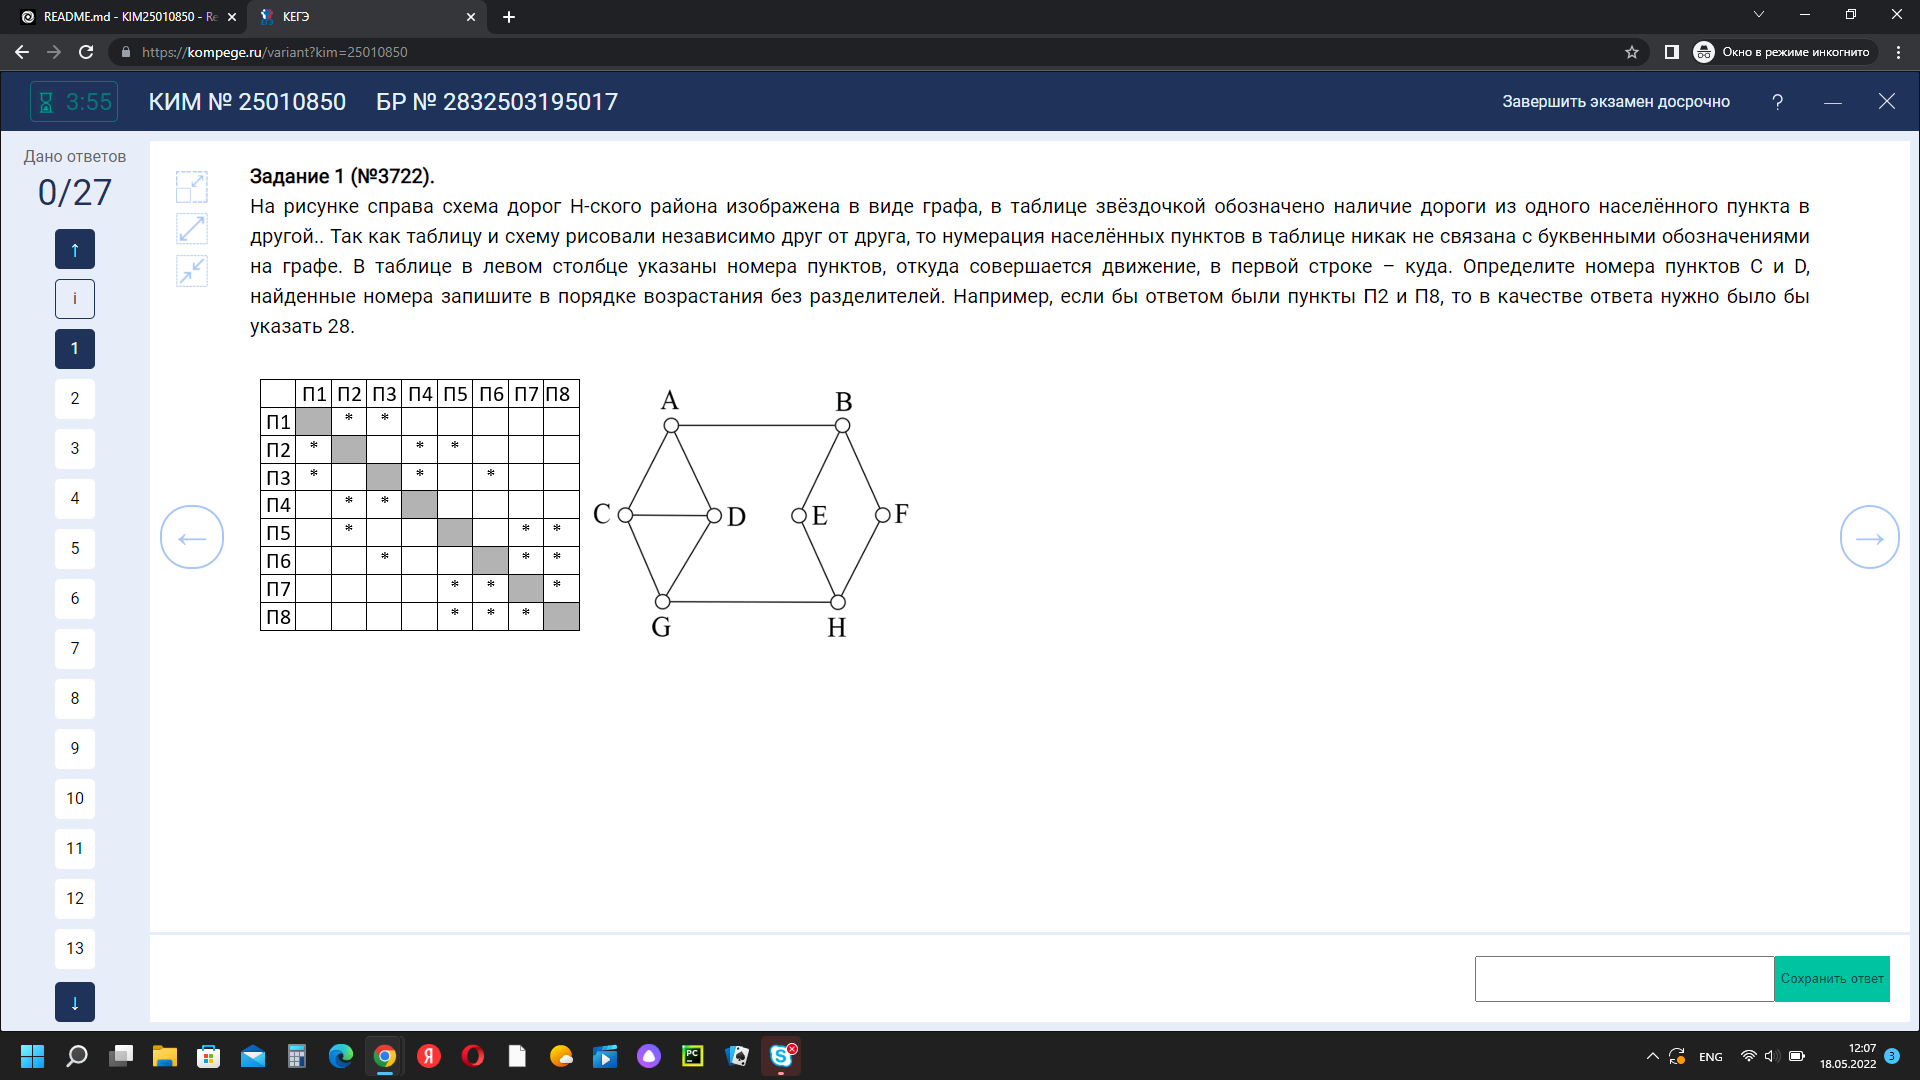 README.md - KIM25010850 - Re
КЕГЭ
https://kompege.ru/variant?kim=25010850
Окно в режиме инкогнито
3:55
КИМ № 25010850
БР № 2832503195017
Завершить экзамен досрочно
?
Дано ответов
0/27
↑
i
1
2
3
4
5
6
7
8
9
10
11
12
13
↓
Задание 1 (№3722).
На рисунке справа схема дорог Н-ского района изображена в виде графа, в таблице звёздочкой обозначено наличие дороги из одного населённого пункта в
другой.. Так как таблицу и схему рисовали независимо друг от друга, то нумерация населённых пунктов в таблице никак не связана с буквенными обозначениями
на графе. В таблице в левом столбце указаны номера пунктов, откуда совершается движение, в первой строке – куда. Определите номера пунктов C и D,
найденные номера запишите в порядке возрастания без разделителей. Например, если бы ответом были пункты П2 и П8, то в качестве ответа нужно было бы
указать 28.
П1 П2 П3 П4 П5 П6 П7 П8
П1 * *
П2 * * *
П3 * * *
П4 * *
П5 * * *
П6 * * *
П7 * * *
П8 * * *
A B
C D E F
G H
←
→
Сохранить ответ
ENG
12:07
18.05.2022
3